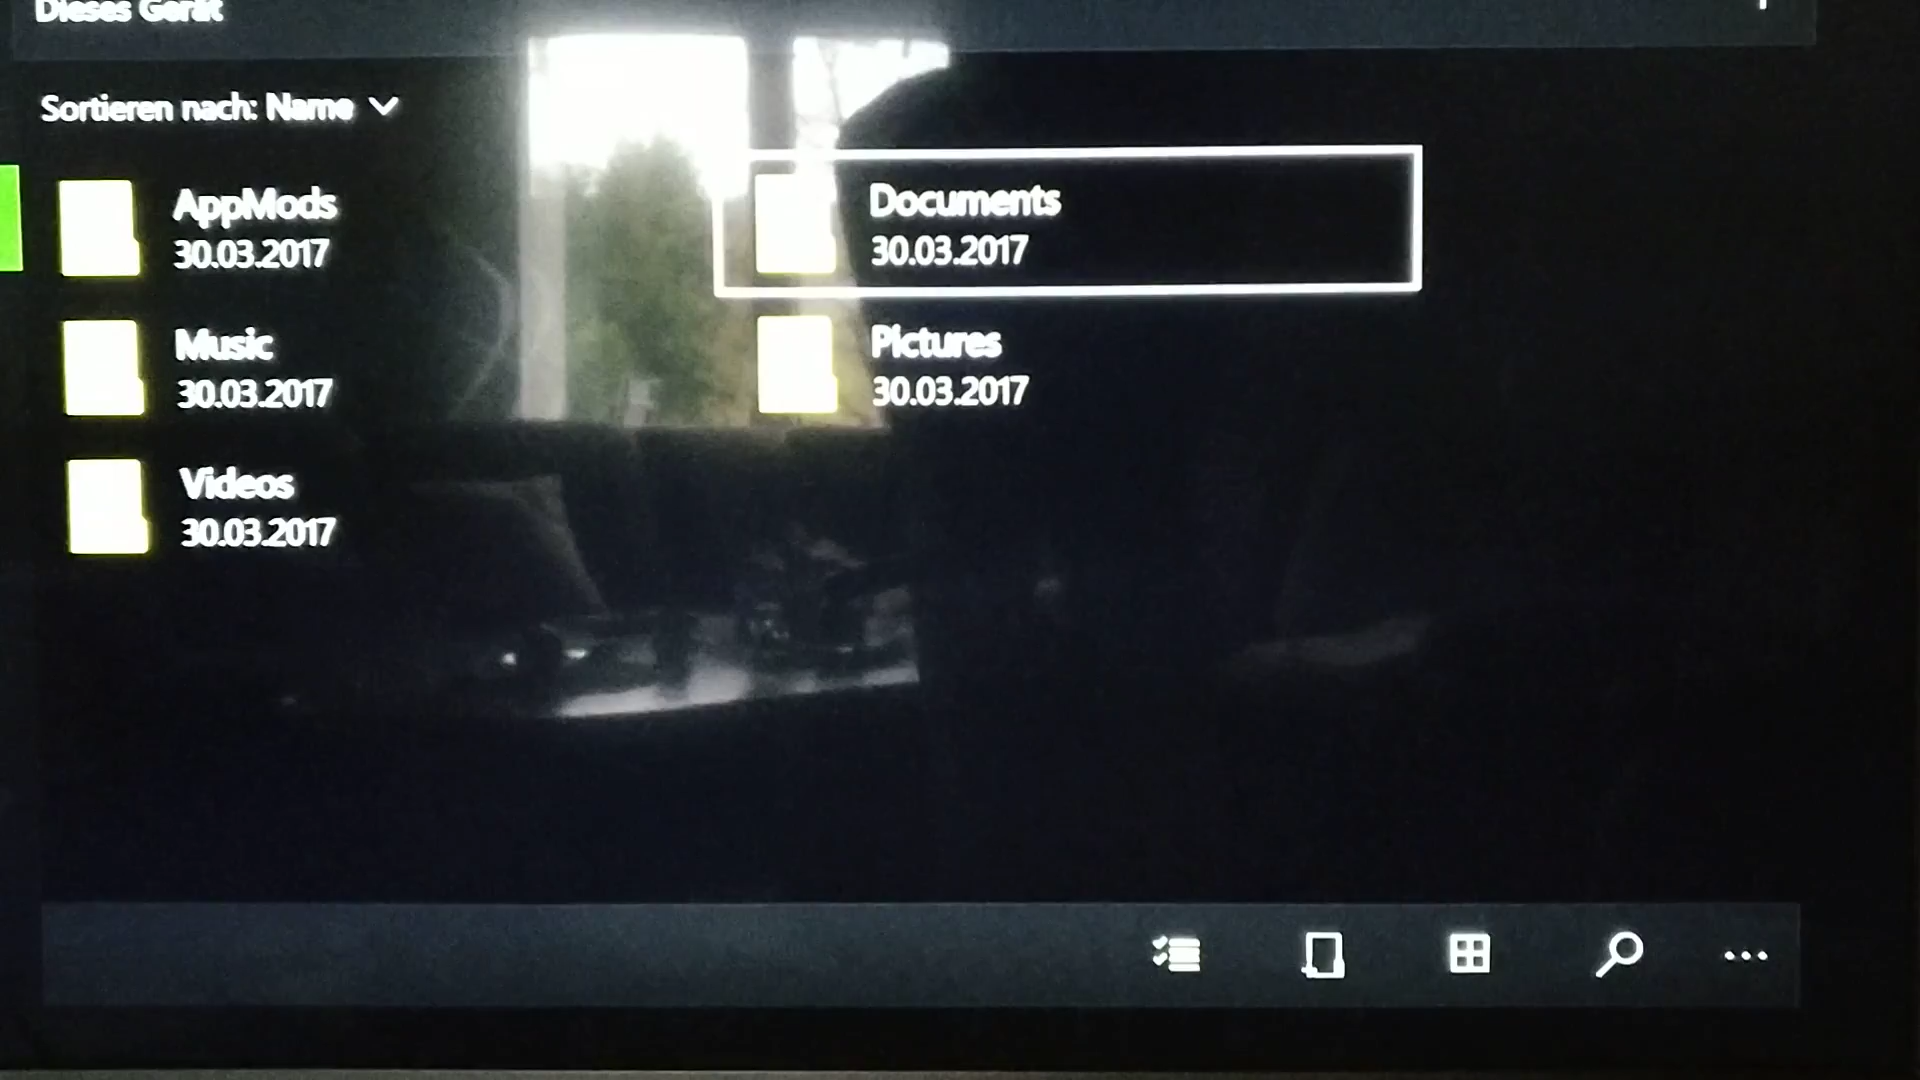 Dieses Gerät
Sortieren nach: Name
AppMods
30.03.2017
Documents
30.03.2017
Music
30.03.2017
Pictures
30.03.2017
Videos
30.03.2017